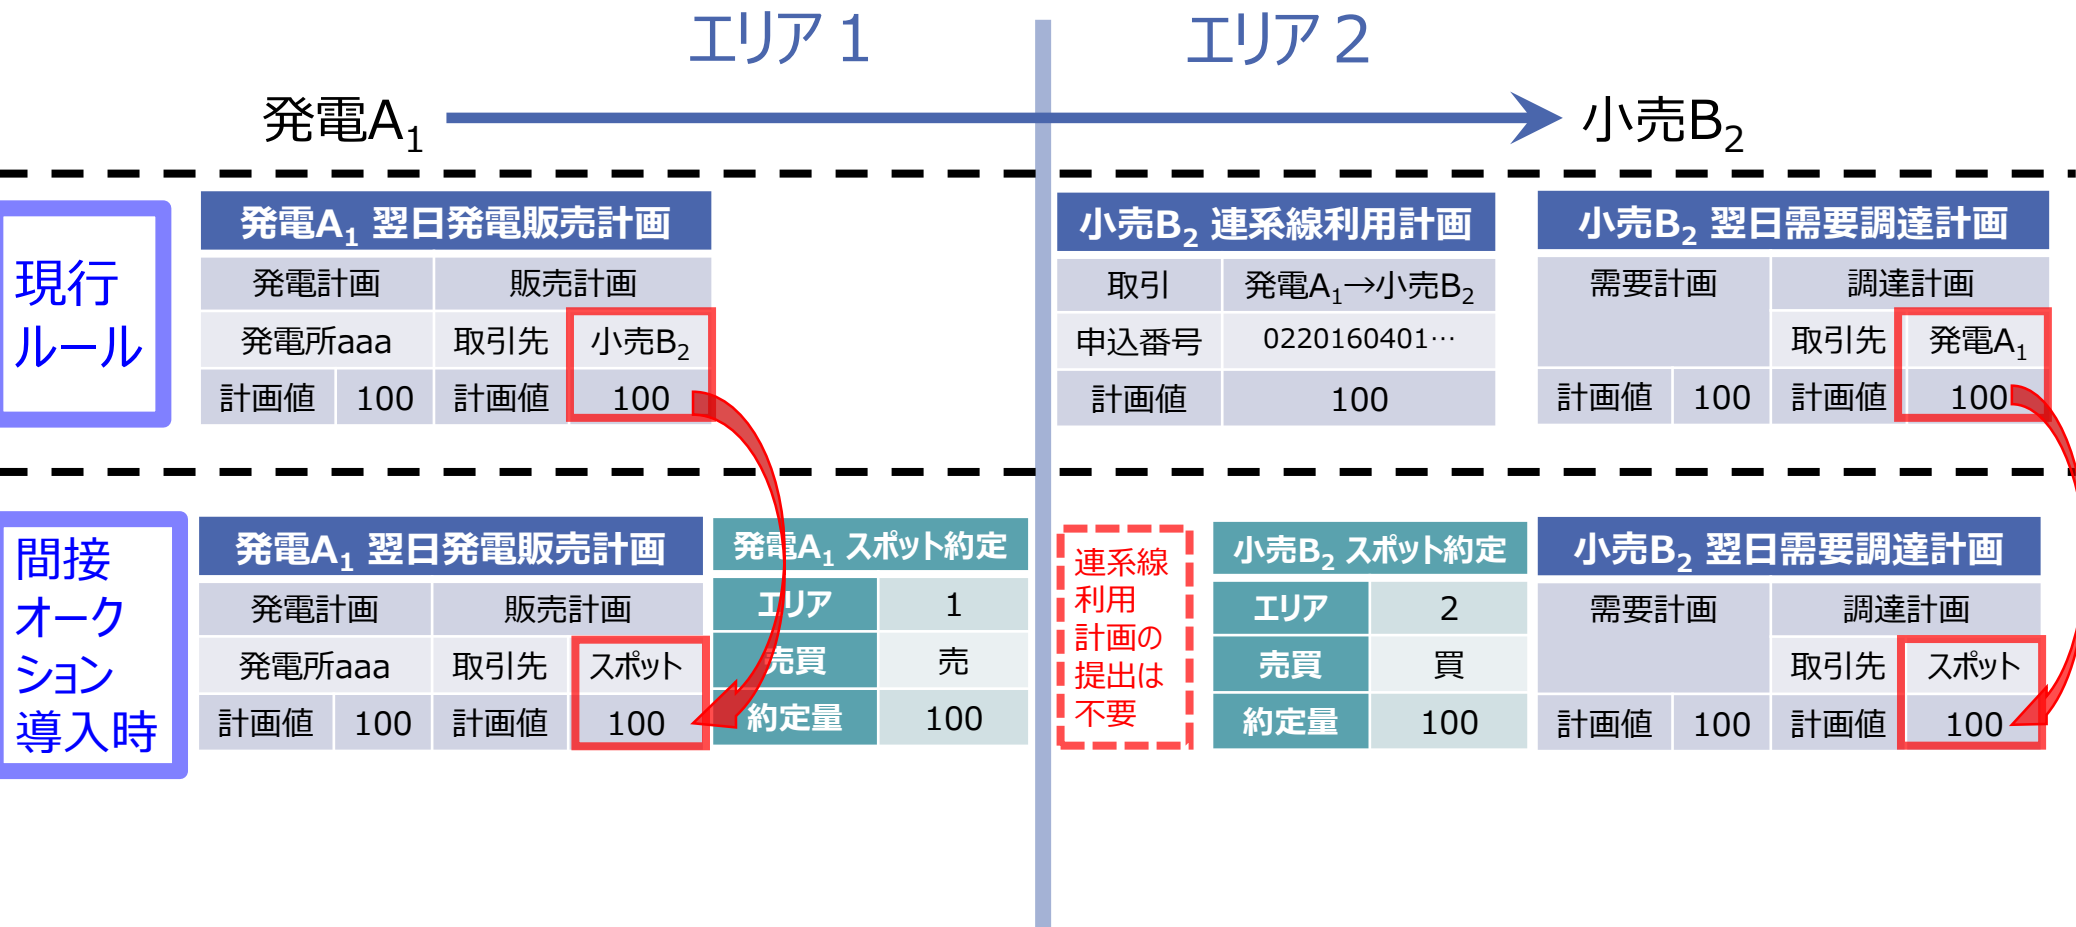 エリア1
エリア2
発電A₁
小売B₂
現行
ルール
発電A₁ 翌日発電販売計画
発電計画 販売計画
発電所aaa 取引先 小売B₂
計画値 100 計画値 100
小売B₂ 連系線利用計画
取引 発電A₁→小売B₂
申込番号 0220160401…
計画値 100
小売B₂ 翌日需要調達計画
需要計画 調達計画
取引先 発電A₁
計画値 100 計画値 100
間接
オーク
ション
導入時
発電A₁ 翌日発電販売計画
発電計画 販売計画
発電所aaa 取引先 スポット
計画値 100 計画値 100
発電A₁ スポット約定
エリア 1
売買 売
約定量 100
連系線
利用
計画の
提出は
不要
小売B₂ スポット約定
エリア 2
売買 買
約定量 100
小売B₂ 翌日需要調達計画
需要計画 調達計画
取引先 スポット
計画値 100 計画値 100